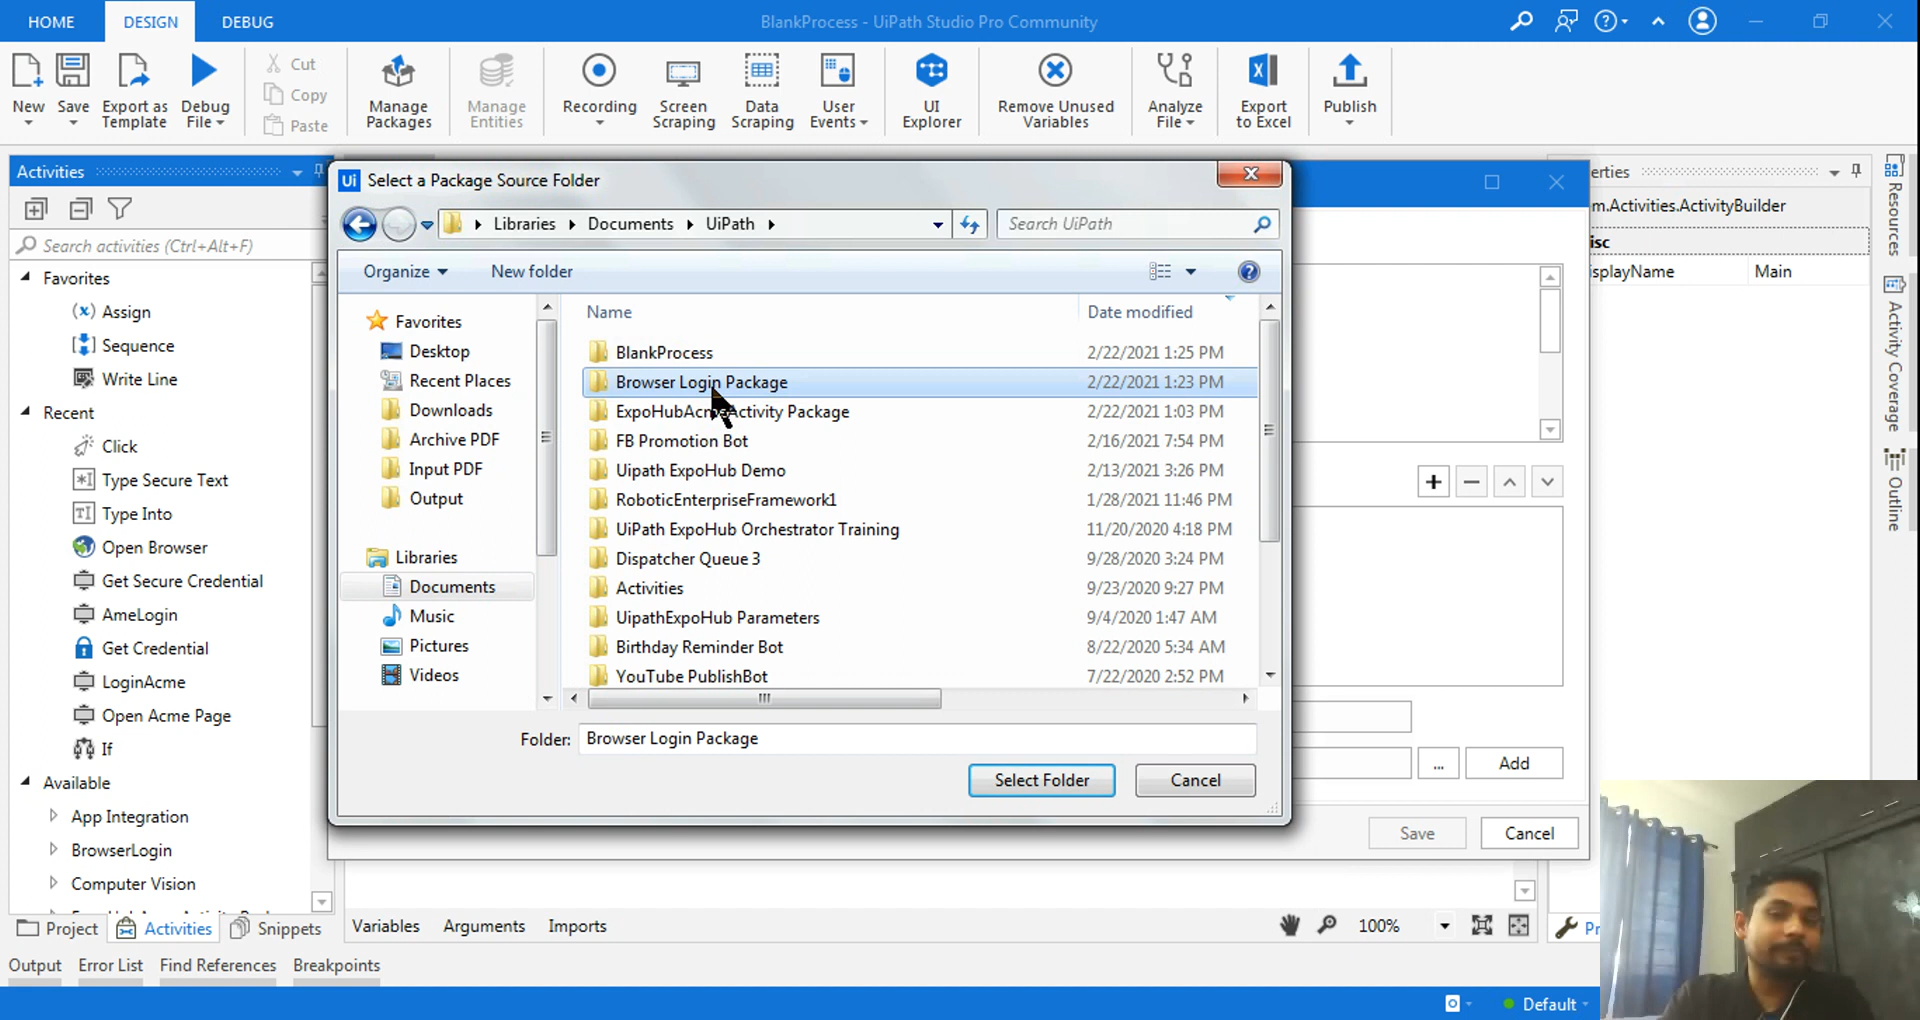 HOME DESIGN DEBUG BlankProcess - UiPath Studio Pro Community
New Save Export as Template Debug File Cut Copy Paste Manage Packages Manage Entities Recording Screen Scraping Data Scraping User Events UI Explorer Remove Unused Variables Analyze File Export to Excel Publish
Activities
Search activities (Ctrl+Alt+F)
Favorites
Assign
Sequence
Write Line
Recent
Click
Type Secure Text
Type Into
Open Browser
Get Secure Credential
AmeLogin
Get Credential
LoginAcme
Open Acme Page
If
Available
App Integration
BrowserLogin
Computer Vision
Project Activities Snippets
Ui Select a Package Source Folder
Libraries Documents UiPath Search UiPath
Organize New folder
Favorites
Desktop
Recent Places
Downloads
Archive PDF
Input PDF
Output
Libraries
Documents
Music
Pictures
Videos
Name Date modified
BlankProcess 2/22/2021 1:25 PM
Browser Login Package 2/22/2021 1:23 PM
ExpoHubAcmeActivity Package 2/22/2021 1:03 PM
FB Promotion Bot 2/16/2021 7:54 PM
Uipath ExpoHub Demo 2/13/2021 3:26 PM
RoboticEnterpriseFramework1 1/28/2021 11:46 PM
UiPath ExpoHub Orchestrator Training 11/20/2020 4:18 PM
Dispatcher Queue 3 9/28/2020 3:24 PM
Activities 9/23/2020 9:27 PM
UipathExpoHub Parameters 9/4/2020 1:47 AM
Birthday Reminder Bot 8/22/2020 5:34 AM
YouTube PublishBot 7/22/2020 2:52 PM
Folder: Browser Login Package
Select Folder Cancel
... Add
Save Cancel
erties
m.Activities.ActivityBuilder
isc
isplayName Main
Resources
Activity Coverage
Outline
Variables Arguments Imports 100% Pr
Output Error List Find References Breakpoints
Default